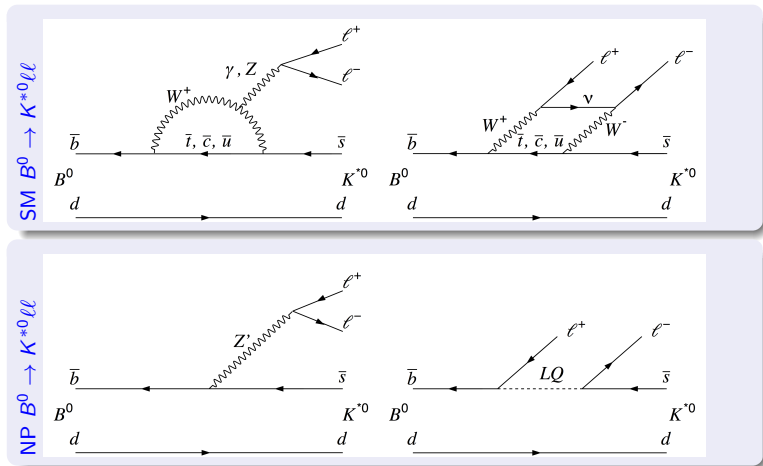 SM B⁰ → K*⁰ℓℓ
γ, Z
ℓ⁺
ℓ⁻
W⁺
b̅
t̅, c̅, u̅
s̅
B⁰
K*⁰
d
d
ℓ⁺
ℓ⁻
ν
W⁺
W⁻
b̅
t̅, c̅, u̅
s̅
B⁰
K*⁰
d
d
NP B⁰ → K*⁰ℓℓ
ℓ⁺
ℓ⁻
Z'
b̅
s̅
B⁰
K*⁰
d
d
ℓ⁺
ℓ⁻
LQ
b̅
s̅
B⁰
K*⁰
d
d